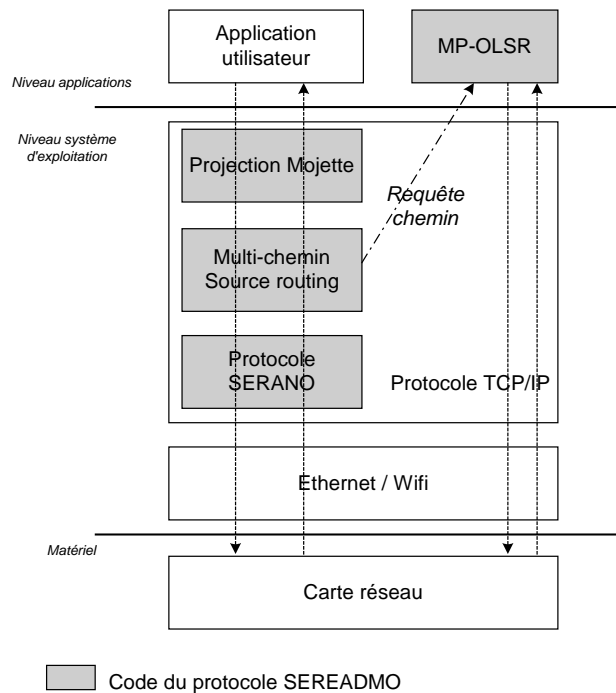 Application
utilisateur
MP-OLSR
Niveau applications
Niveau système
d'exploitation
Projection Mojette
Requête
chemin
Multi-chemin
Source routing
Protocole
SERANO
Protocole TCP/IP
Ethernet / Wifi
Matériel
Carte réseau
Code du protocole SEREADMO